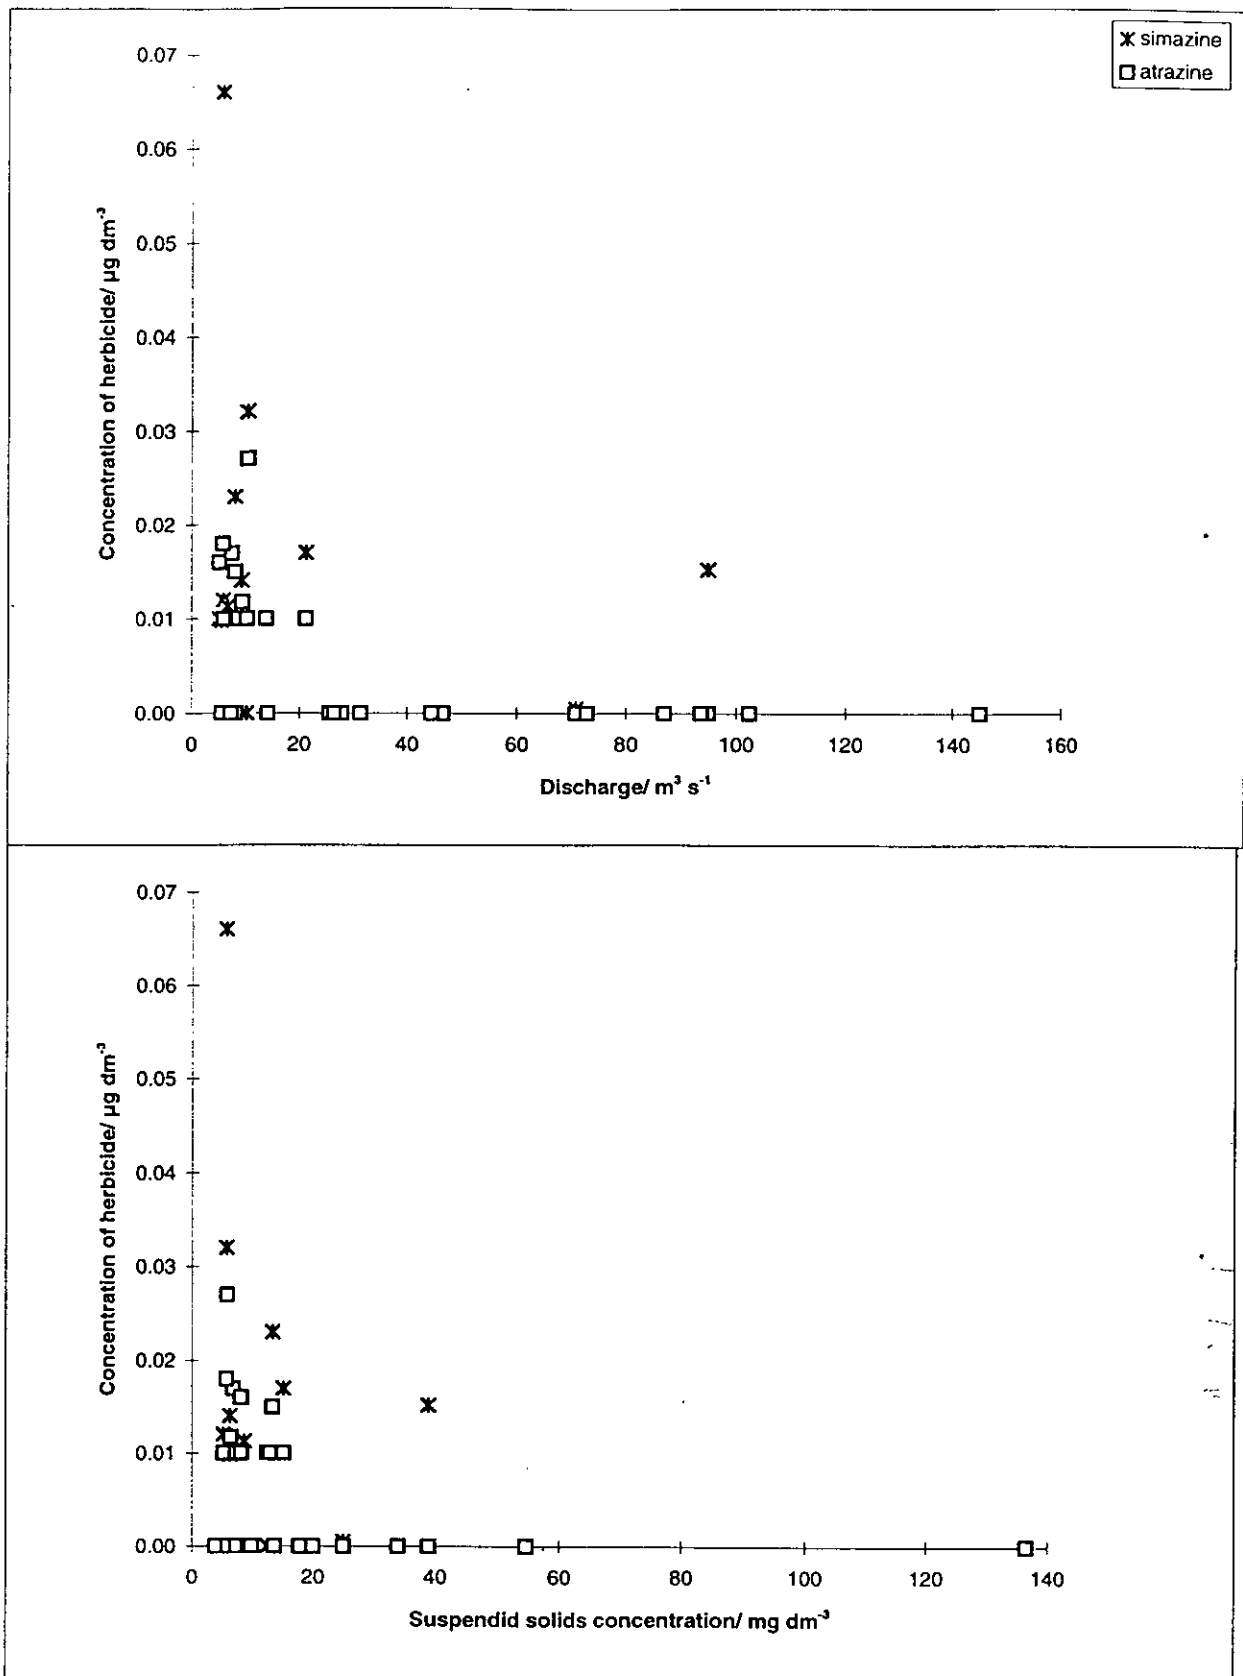 simazine
atrazine
0.07
0.06
0.05
0.04
0.03
0.02
0.01
0.00
Concentration of herbicide/ µg dm⁻³
0 20 40 60 80 100 120 140 160
Discharge/ m³ s⁻¹
0.07
0.06
0.05
0.04
0.03
0.02
0.01
0.00
Concentration of herbicide/ µg dm⁻³
0 20 40 60 80 100 120 140
Suspendid solids concentration/ mg dm⁻³